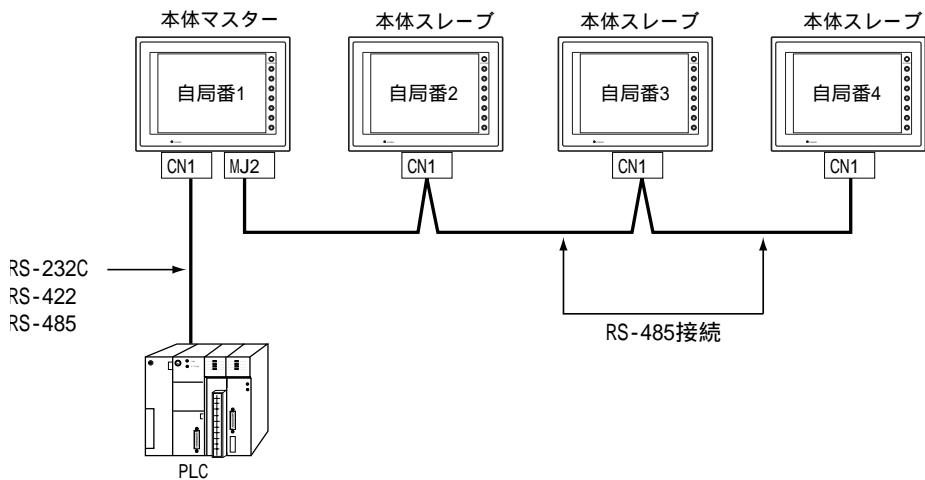 本体マスター
本体スレーブ
本体スレーブ
本体スレーブ
自局番1
自局番2
自局番3
自局番4
CN1
MJ2
CN1
CN1
CN1
RS-232C
RS-422
RS-485
RS-485接続
PLC